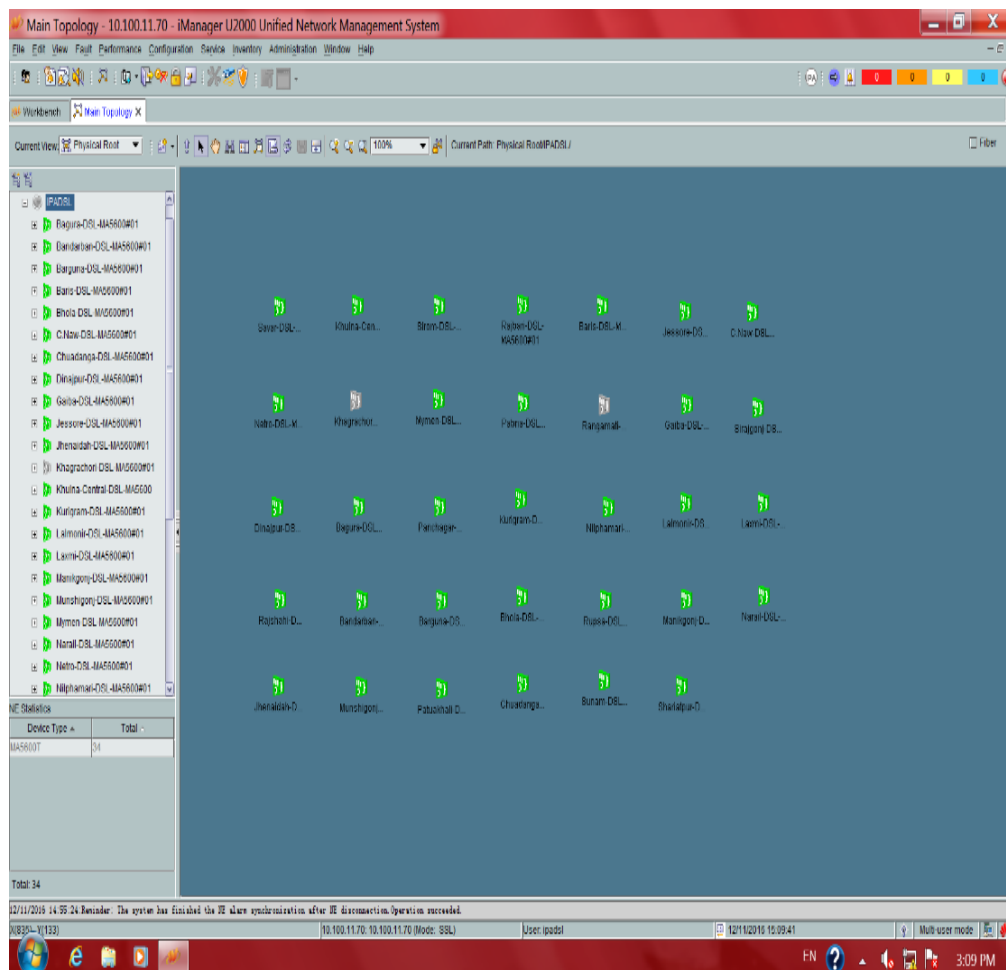 Main Topology - 10.100.11.70 - iManager U2000 Unified Network Management System
File Edit View Fault Performance Configuration Service Inventory Administration Window Help
0 0 0 0
Workbench Main Topology X
Current View: Physical Root 100% Current Path: Physical Root/IPADSL/ Fiber
IPADSL
Bagura-DSL-MA5600#01
Bandarban-DSL-MA5600#01
Barguna-DSL-MA5600#01
Baris-DSL-MA5600#01
Bhola-DSL-MA5600#01
C.Naw-DSL-MA5600#01
Chuadanga-DSL-MA5600#01
Dinajpur-DSL-MA5600#01
Gaiba-DSL-MA5600#01
Jessore-DSL-MA5600#01
Jhenaidah-DSL-MA5600#01
Khagrachori-DSL-MA5600#01
Khulna-Central-DSL-MA5600
Kurigram-DSL-MA5600#01
Lalmonir-DSL-MA5600#01
Laxmi-DSL-MA5600#01
Manikgonj-DSL-MA5600#01
Munshigonj-DSL-MA5600#01
Mymen-DSL-MA5600#01
Narail-DSL-MA5600#01
Netro-DSL-MA5600#01
Nilphamari-DSL-MA5600#01
NE Statistics
Device Type Total
MA5600T 34
Total: 34
Savar-DSL-... Khulna-Cen... Sirom-DSL-... Rajbari-DSL- Baris-DSL-M... Jessore-DS... C.Naw-DSL...
MA5600#01
Netro-DSL-M... Khagrachor... Mymen-DSL... Pabna-DSL... Rangamati- Gaiba-DSL-... Sirajgonj-DS...
Dinajpur-DS... Bagura-DSL... Panchagar-... Kurigram-D... Nilphamari-... Lalmonir-DS... Laxmi-DSL-...
Rajshahi-D... Bandarban-... Barguna-DS... Bhola-DSL-... Rupsa-DSL... Manikgonj-D... Narail-DSL-...
Jhenaidah-D... Munshigonj... Patuakhali-D... Chuadanga... Sunam-DSL... Shariatpur-D...
12/11/2016 14:55:24 Reminder: The system has finished the NE alarm synchronization after NE disconnection.Operation succeeded.
X(835)--Y(133) 10.100.11.70: 10.100.11.70 (Mode: SSL) User: ipadsl 12/11/2016 15:09:41 Multi-user mode
EN 3:09 PM